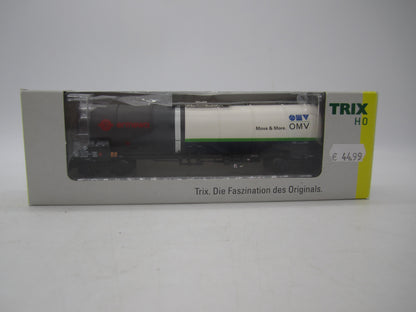 TRIX
H0
OMV
Move & More
OMV
€ 44,99
Trix. Die Faszination des Originals.